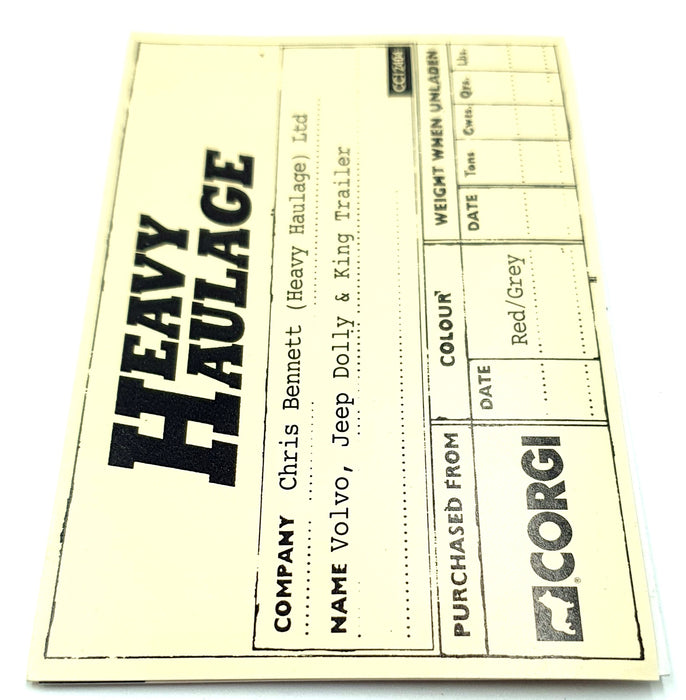 HEAVY
HAULAGE
CC12404
COMPANY Chris Bennett (Heavy Haulage) Ltd
NAME Volvo, Jeep Dolly & King Trailer
PURCHASED FROM COLOUR WEIGHT WHEN UNLADEN
DATE DATE Tons Cwts. Qrs. Lbs.
Red/Grey
CORGI®